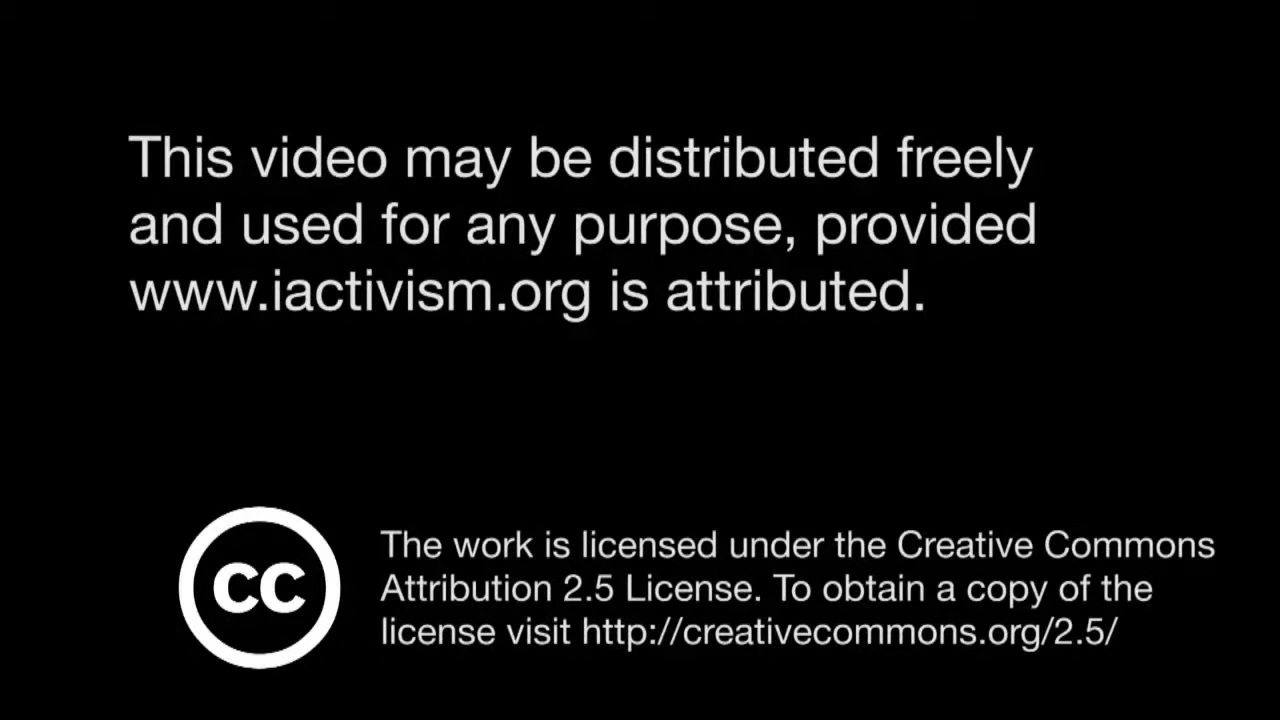 This video may be distributed freely
and used for any purpose, provided
www.iactivism.org is attributed.
cc
The work is licensed under the Creative Commons
Attribution 2.5 License. To obtain a copy of the
license visit http://creativecommons.org/2.5/